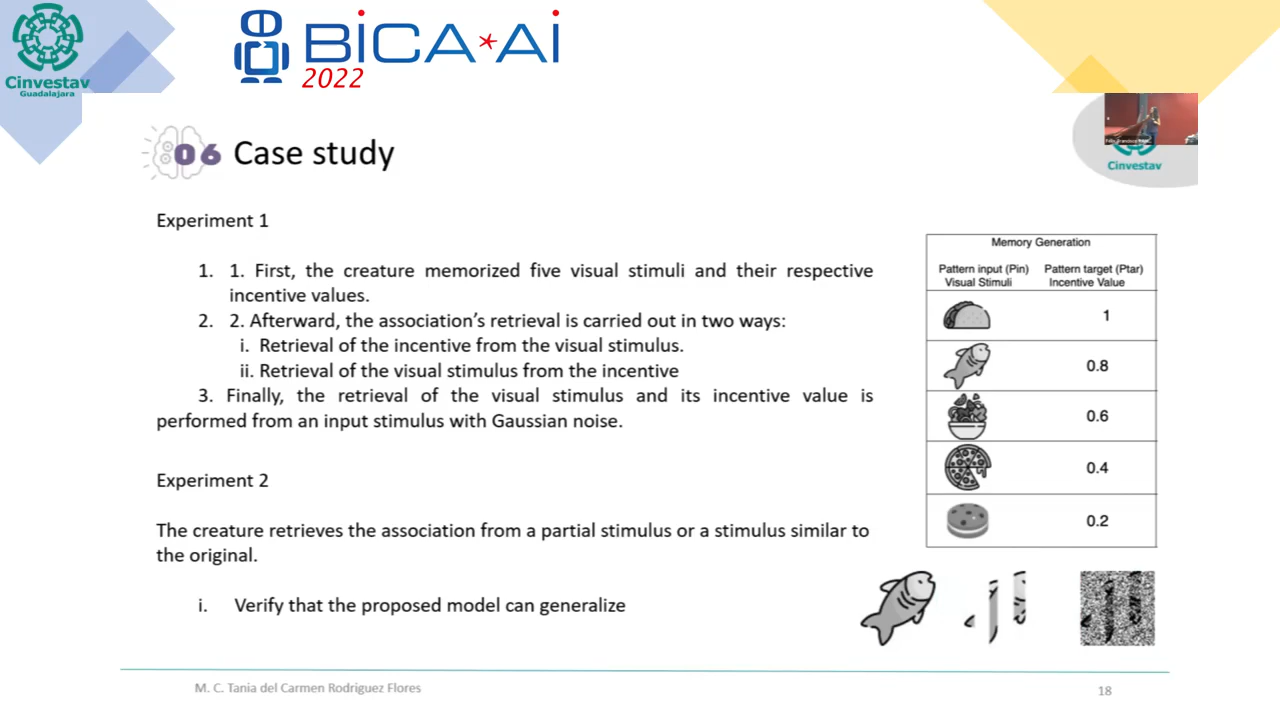 Cinvestav
Guadalajara
BiCA*Ai
2022
06 Case study
Cinvestav
Experiment 1
1. 1. First, the creature memorized five visual stimuli and their respective
incentive values.
2. 2. Afterward, the association's retrieval is carried out in two ways:
i. Retrieval of the incentive from the visual stimulus.
ii. Retrieval of the visual stimulus from the incentive
3. Finally, the retrieval of the visual stimulus and its incentive value is
performed from an input stimulus with Gaussian noise.
Experiment 2
The creature retrieves the association from a partial stimulus or a stimulus similar to
the original.
i. Verify that the proposed model can generalize
Memory Generation
Pattern input (Pin) Pattern target (Ptar)
Visual Stimuli Incentive Value
1
0.8
0.6
0.4
0.2
M. C. Tania del Carmen Rodriguez Flores
18